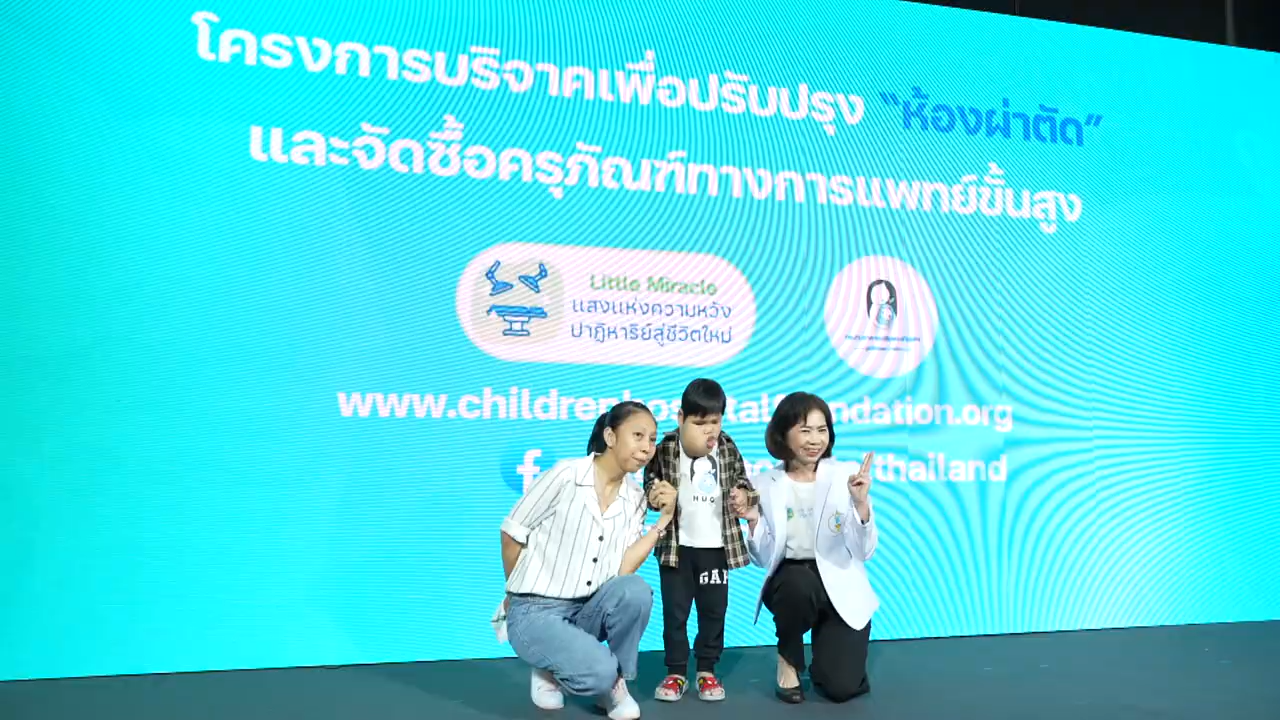 โครงการบริจาคเพื่อปรับปรุง “ห้องผ่าตัด”
และจัดซื้อครุภัณฑ์ทางการแพทย์ขั้นสูง
Little Miracle
แสงแห่งความหวัง
ปาฏิหาริย์สู่ชีวิตใหม่
www.child
ndation.org
thailand
HUG
GAP